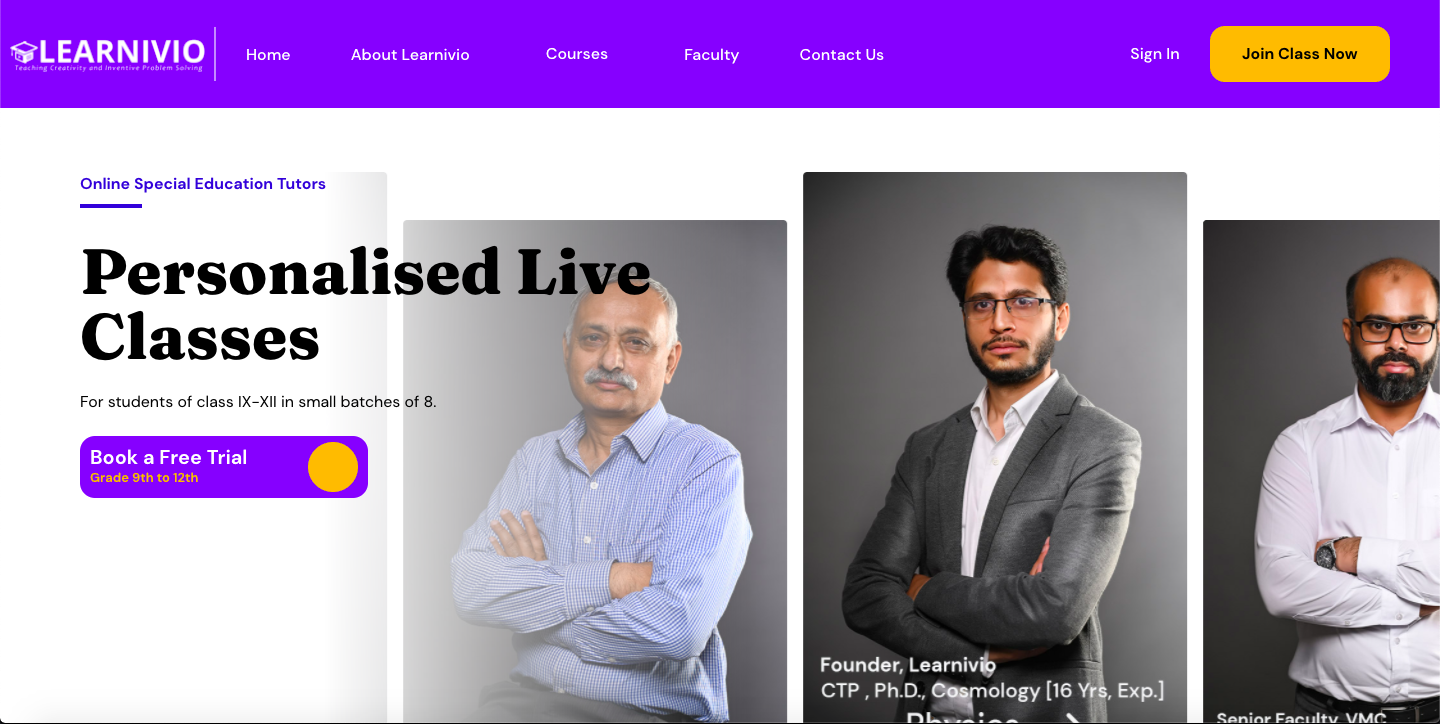 LEARNIVIO
Teaching Creativity and Inventive Problem Solving
Home
About Learnivio
Courses
Faculty
Contact Us
Sign In
Join Class Now
Online Special Education Tutors
Personalised Live
Classes
For students of class IX-XII in small batches of 8.
Book a Free Trial
Grade 9th to 12th
Founder, Learnivio
CTP , Ph.D., Cosmology [16 Yrs, Exp.]
Physics
Senior Faculty, VMC